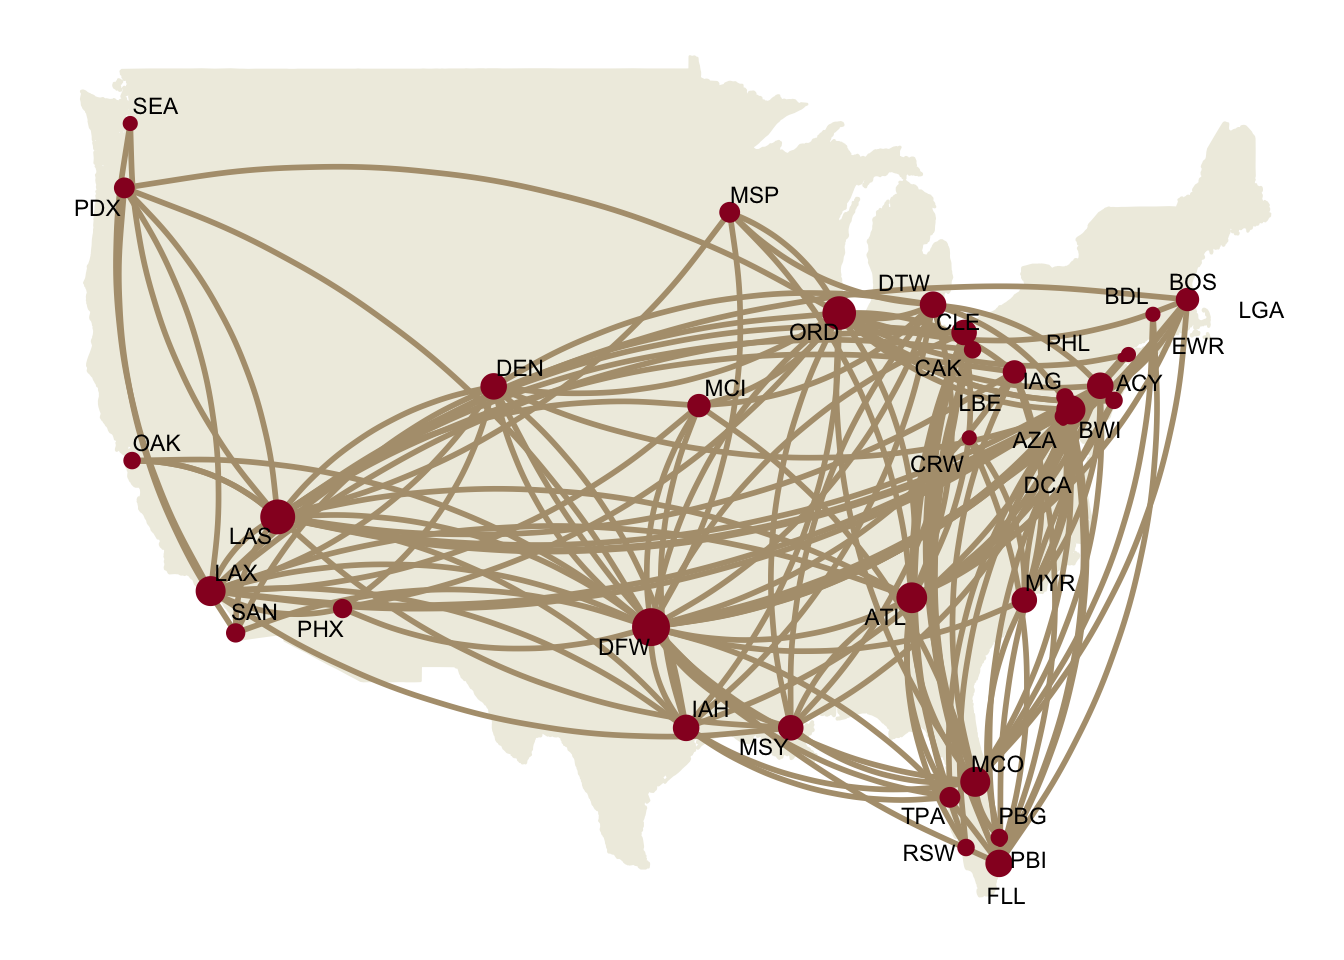 SEA
PDX
MSP
DTW
BOS
BDL
LGA
CLE
ORD
PHL
EWR
DEN
CAK
IAG
ACY
MCI
LBE
BWI
AZA
OAK
CRW
DCA
LAS
LAX
MYR
SAN
ATL
PHX
DFW
IAH
MSY
MCO
TPA
PBG
RSW
PBI
FLL